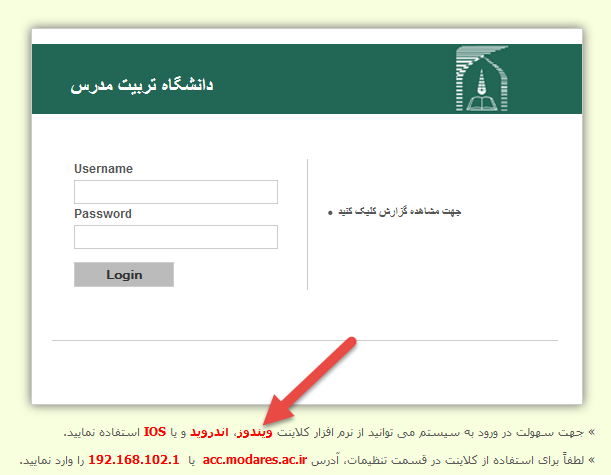 دانشگاه تربیت مدرس
Username
Password
Login
جهت مشاهده گزارش کلیک کنید
» جهت سهولت در ورود به سیستم می توانید از نرم افزار کلاینت ویندوز، اندروید و یا IOS استفاده نمایید.
» لطفاً برای استفاده از کلاینت در قسمت تنظیمات، آدرس acc.modares.ac.ir یا 192.168.102.1 را وارد نمایید.